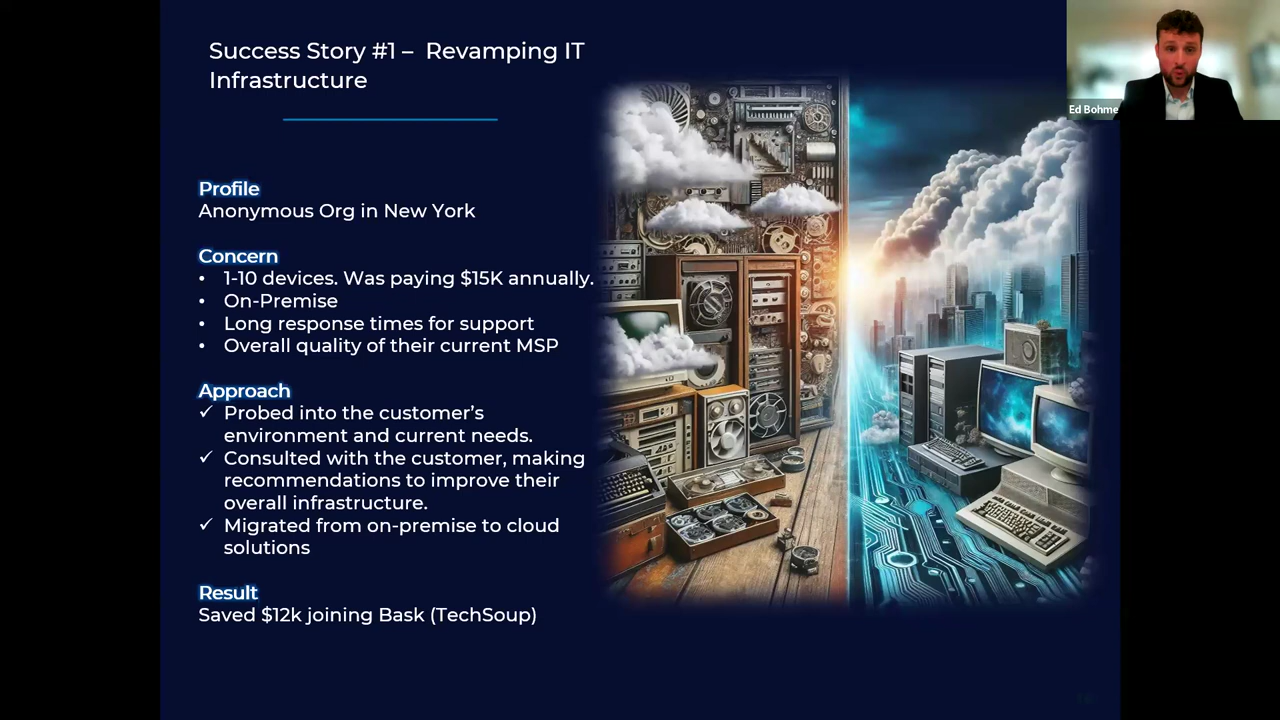 Success Story #1 – Revamping IT
Infrastructure
Ed Bohme
Profile
Anonymous Org in New York
Concern
• 1-10 devices. Was paying $15K annually.
• On-Premise
• Long response times for support
• Overall quality of their current MSP
Approach
✓ Probed into the customer’s
environment and current needs.
✓ Consulted with the customer, making
recommendations to improve their
overall infrastructure.
✓ Migrated from on-premise to cloud
solutions
Result
Saved $12k joining Bask (TechSoup)